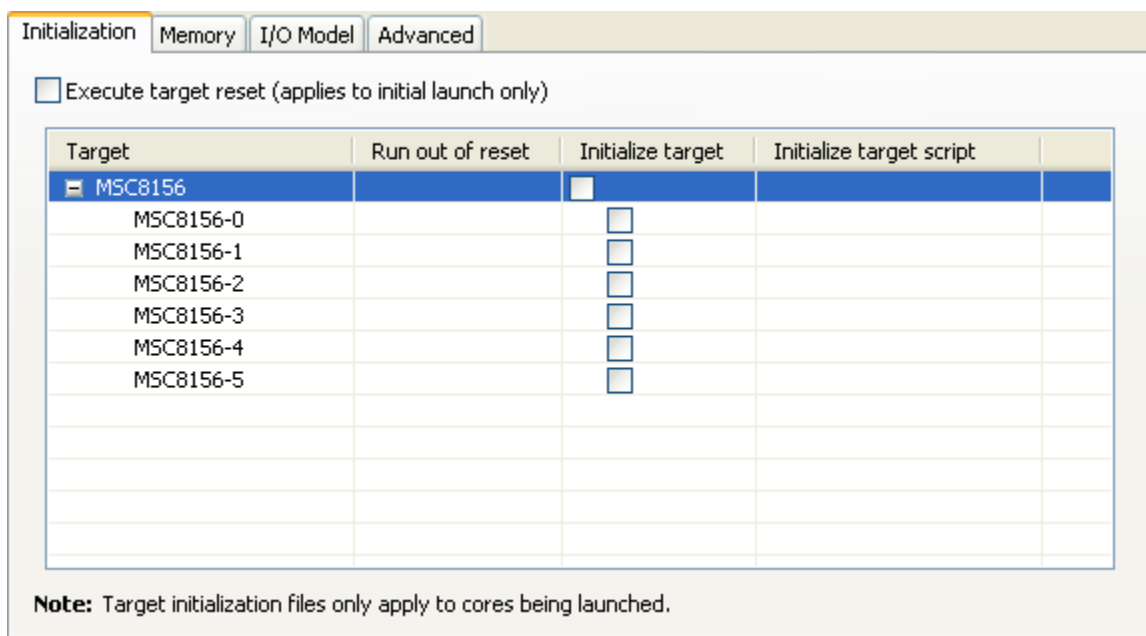 Initialization Memory I/O Model Advanced
Execute target reset (applies to initial launch only)
Target Run out of reset Initialize target Initialize target script
MSC8156
MSC8156-0
MSC8156-1
MSC8156-2
MSC8156-3
MSC8156-4
MSC8156-5
Note: Target initialization files only apply to cores being launched.